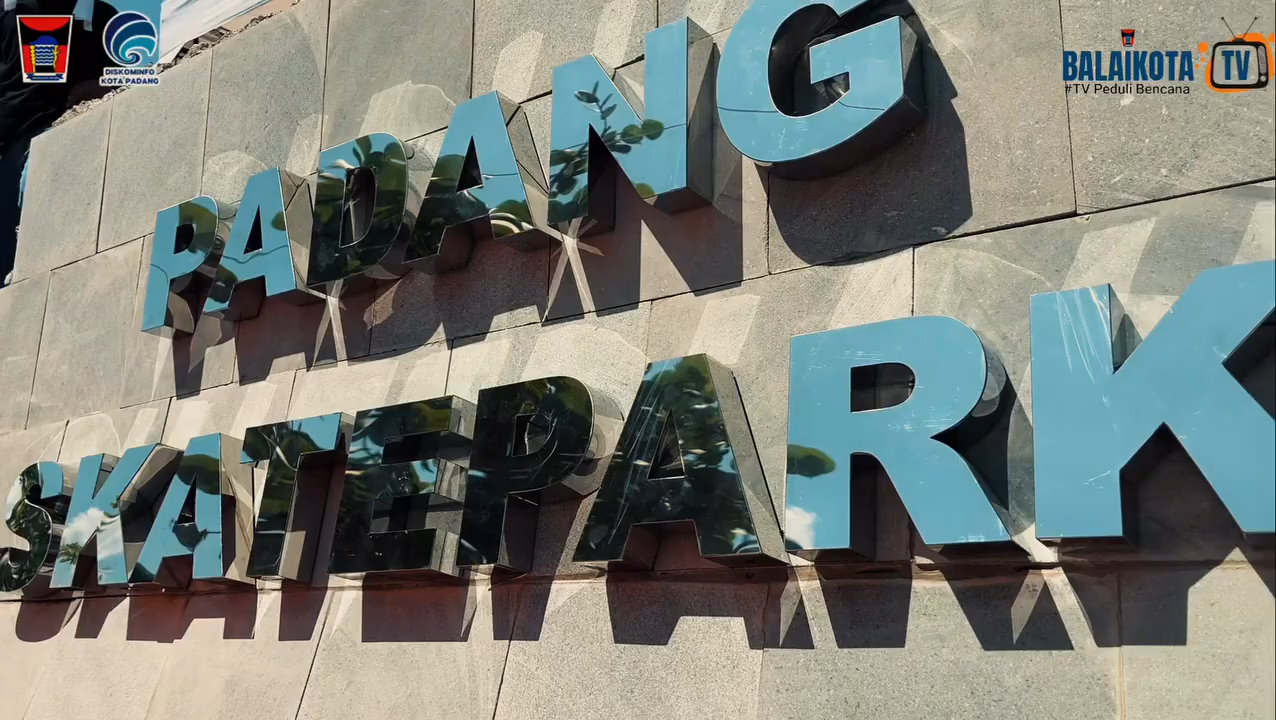 DISKOMINFO
KOTA PADANG
BALAIKOTA TV
#TV Peduli Bencana
PADANG
SKATEPARK